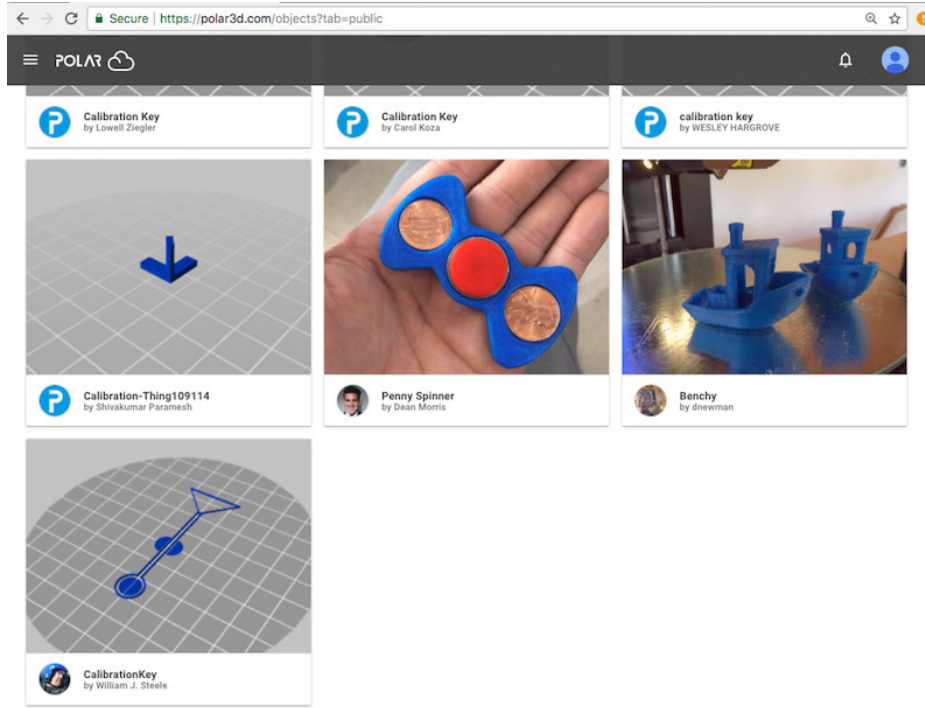 Secure | https://polar3d.com/objects?tab=public
POLAR
Calibration Key
by Lowell Ziegler
Calibration Key
by Carol Koza
calibration key
by WESLEY HARGROVE
Calibration-Thing109114
by Shivakumar Paramesh
Penny Spinner
by Dean Morris
Benchy
by dnewman
CalibrationKey
by William J. Steele